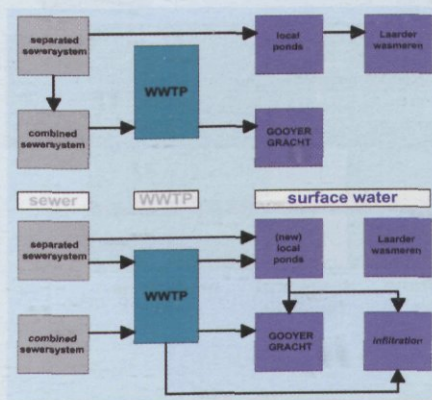 separated
sewersystem
local
ponds
Laarder
wasmeren
WWTP
combined
sewersystem
GOOYER
GRACHT
sewer
WWTP
surface water
separated
sewersystem
(new)
local
ponds
Laarder
wasmeren
WWTP
combined
sewersystem
GOOYER
GRACHT
infiltration